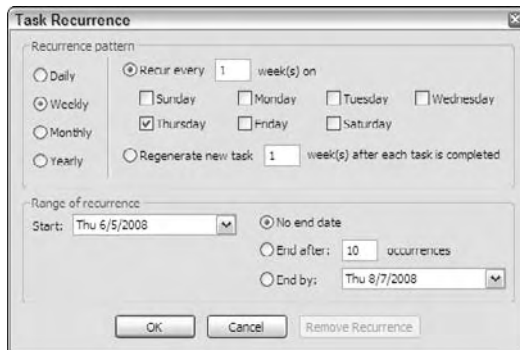 Task Recurrence
Recurrence pattern
Daily
Weekly
Monthly
Yearly
Recur every 1 week(s) on
Sunday Monday Tuesday Wednesday
Thursday Friday Saturday
Regenerate new task 1 week(s) after each task is completed
Range of recurrence
Start: Thu 6/5/2008
No end date
End after: 10 occurrences
End by: Thu 8/7/2008
OK Cancel Remove Recurrence